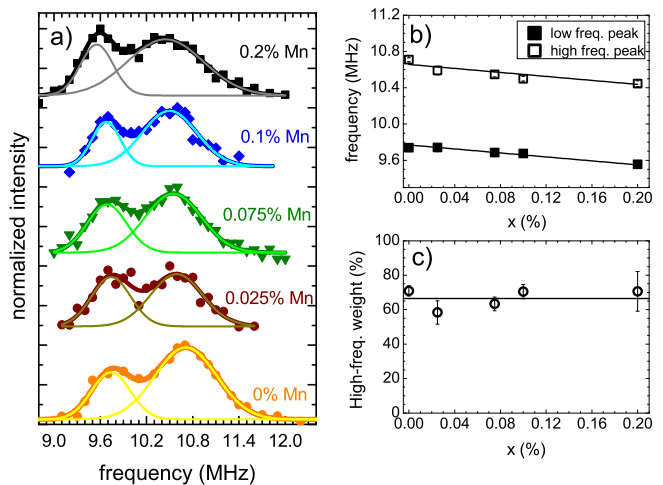 a)
0.2% Mn
0.1% Mn
0.075% Mn
0.025% Mn
0% Mn
normalized intensity
9.0 9.6 10.2 10.8 11.4 12.0
frequency (MHz)
b)
low freq. peak
high freq. peak
frequency (MHz)
11.2
10.8
10.4
10.0
9.6
0.00 0.04 0.08 0.12 0.16 0.20
x (%)
c)
High-freq. weight (%)
100
80
60
40
20
0
0.00 0.04 0.08 0.12 0.16 0.20
x (%)